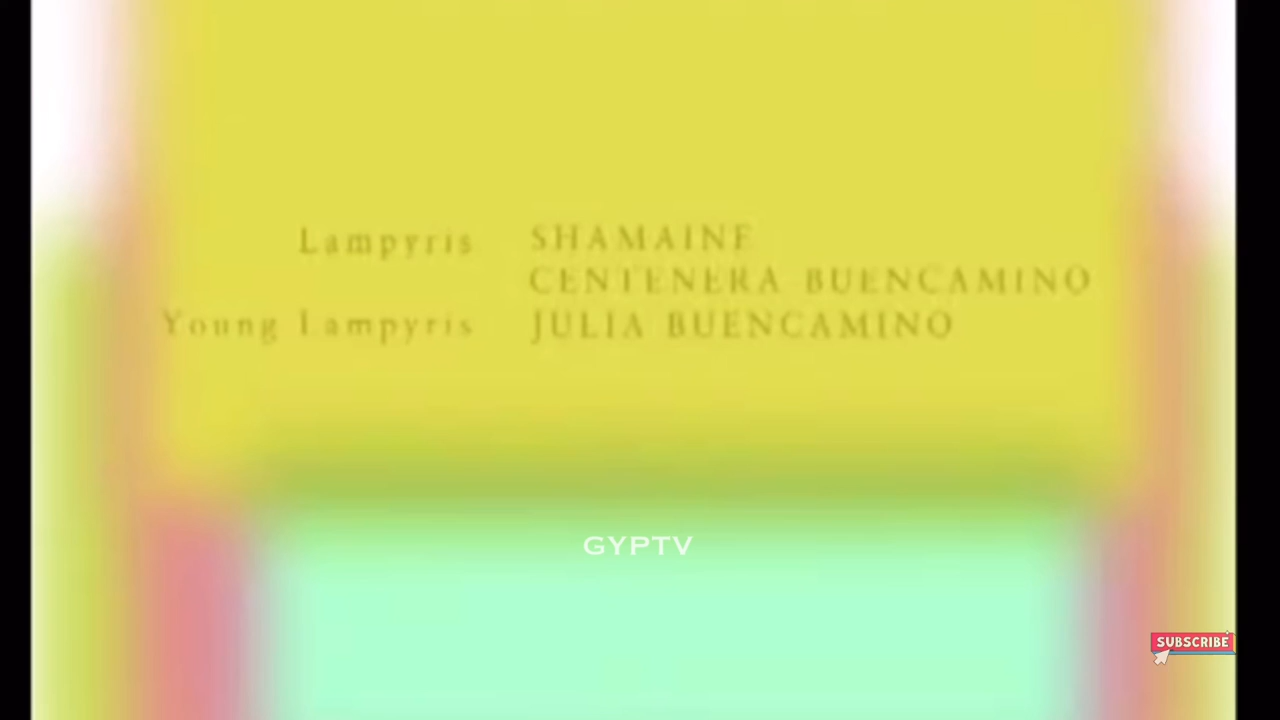 Lampyris SHAMAINE
CENTENERA BUENCAMINO
Young Lampyris JULIA BUENCAMINO
GYPTV
SUBSCRIBE